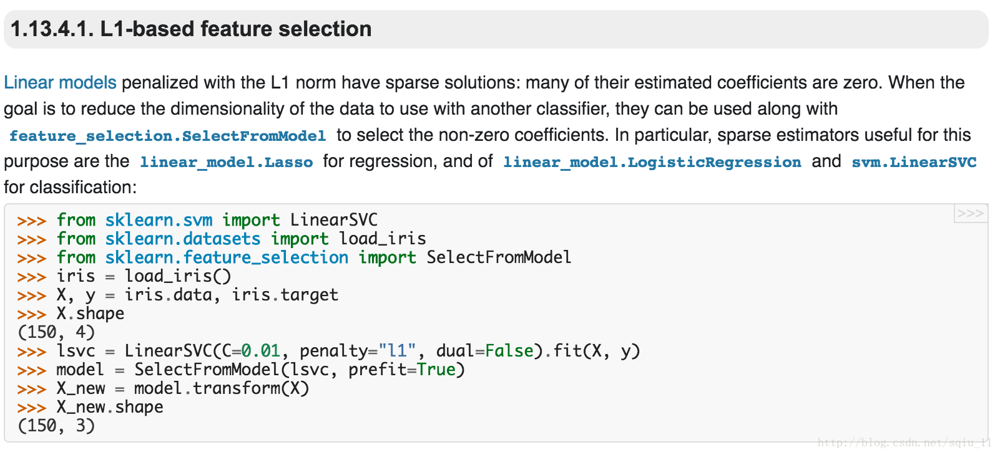 1.13.4.1. L1-based feature selection
Linear models penalized with the L1 norm have sparse solutions: many of their estimated coefficients are zero. When the
goal is to reduce the dimensionality of the data to use with another classifier, they can be used along with
feature_selection.SelectFromModel to select the non-zero coefficients. In particular, sparse estimators useful for this
purpose are the linear_model.Lasso for regression, and of linear_model.LogisticRegression and svm.LinearSVC
for classification:
>>>
>>> from sklearn.svm import LinearSVC
>>> from sklearn.datasets import load_iris
>>> from sklearn.feature_selection import SelectFromModel
>>> iris = load_iris()
>>> X, y = iris.data, iris.target
>>> X.shape
(150, 4)
>>> lsvc = LinearSVC(C=0.01, penalty="l1", dual=False).fit(X, y)
>>> model = SelectFromModel(lsvc, prefit=True)
>>> X_new = model.transform(X)
>>> X_new.shape
(150, 3)
http://blog.csdn.net/sqiu_11